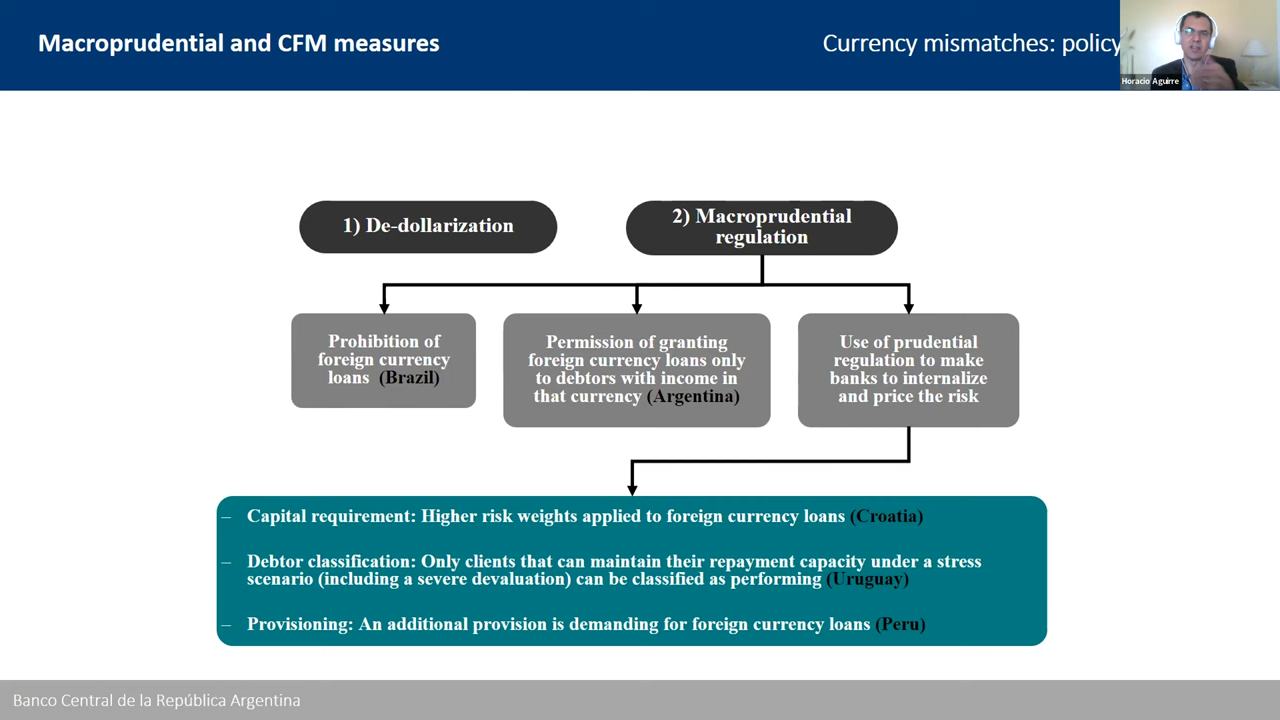 Macroprudential and CFM measures
Currency mismatches: policy
Horacio Aguirre
1) De-dollarization
2) Macroprudential
regulation
Prohibition of
foreign currency
loans (Brazil)
Permission of granting
foreign currency loans only
to debtors with income in
that currency (Argentina)
Use of prudential
regulation to make
banks to internalize
and price the risk
– Capital requirement: Higher risk weights applied to foreign currency loans (Croatia)
– Debtor classification: Only clients that can maintain their repayment capacity under a stress
scenario (including a severe devaluation) can be classified as performing (Uruguay)
– Provisioning: An additional provision is demanding for foreign currency loans (Peru)
Banco Central de la República Argentina